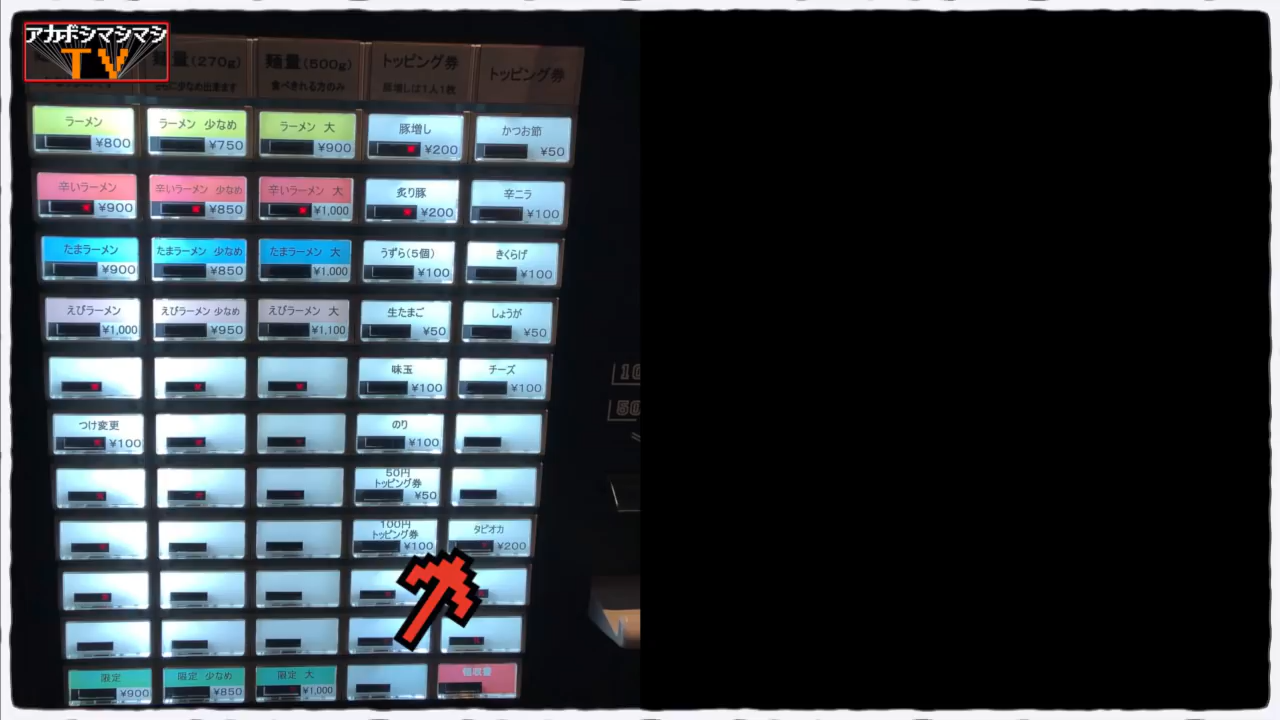 アカボシマシマシ
TV
量(270g)
麺量(500g)
食べきれる方のみ
トッピング券
豚増しは1人1枚
トッピング券
ラーメン
¥800
ラーメン 少なめ
¥750
ラーメン 大
¥900
豚増し
¥200
かつお節
¥50
辛いラーメン
¥900
辛いラーメン 少なめ
¥850
辛いラーメン 大
¥1,000
炙り豚
¥200
辛ニラ
¥100
たまラーメン
¥900
たまラーメン 少なめ
¥850
たまラーメン 大
¥1,000
うずら(5個)
¥100
きくらげ
¥100
えびラーメン
¥1,000
えびラーメン 少なめ
¥950
えびラーメン 大
¥1,100
生たまご
¥50
しょうが
¥50
味玉
¥100
チーズ
¥100
つけ変更
¥100
のり
¥100
50円
トッピング券
¥50
100円
トッピング券
¥100
タピオカ
¥200
限定
¥900
限定 少なめ
¥850
限定 大
¥1,000
領収書